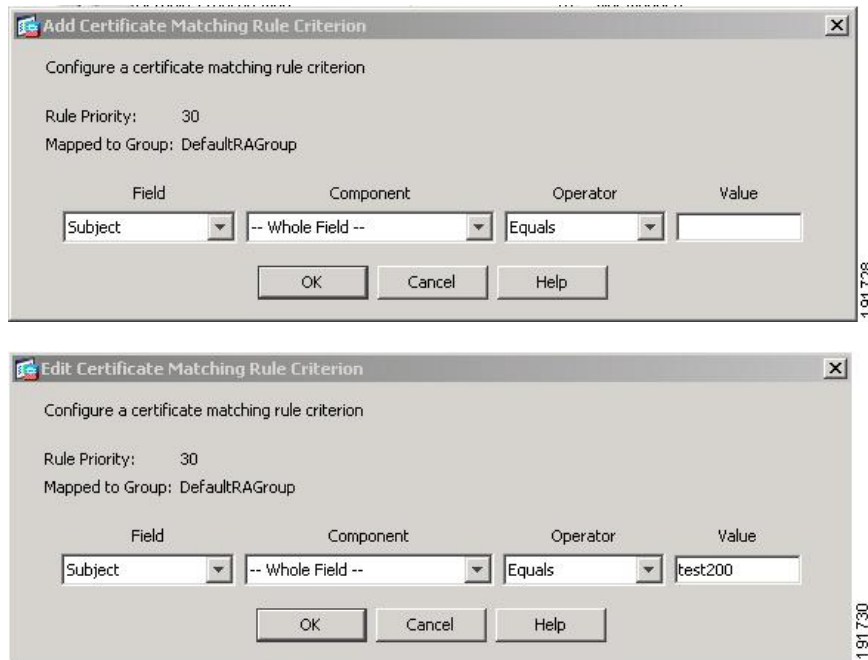 Add Certificate Matching Rule Criterion
Configure a certificate matching rule criterion
Rule Priority: 30
Mapped to Group: DefaultRAGroup
Field Component Operator Value
Subject -- Whole Field -- Equals
OK Cancel Help
191728
Edit Certificate Matching Rule Criterion
Configure a certificate matching rule criterion
Rule Priority: 30
Mapped to Group: DefaultRAGroup
Field Component Operator Value
Subject -- Whole Field -- Equals test200
OK Cancel Help
191730